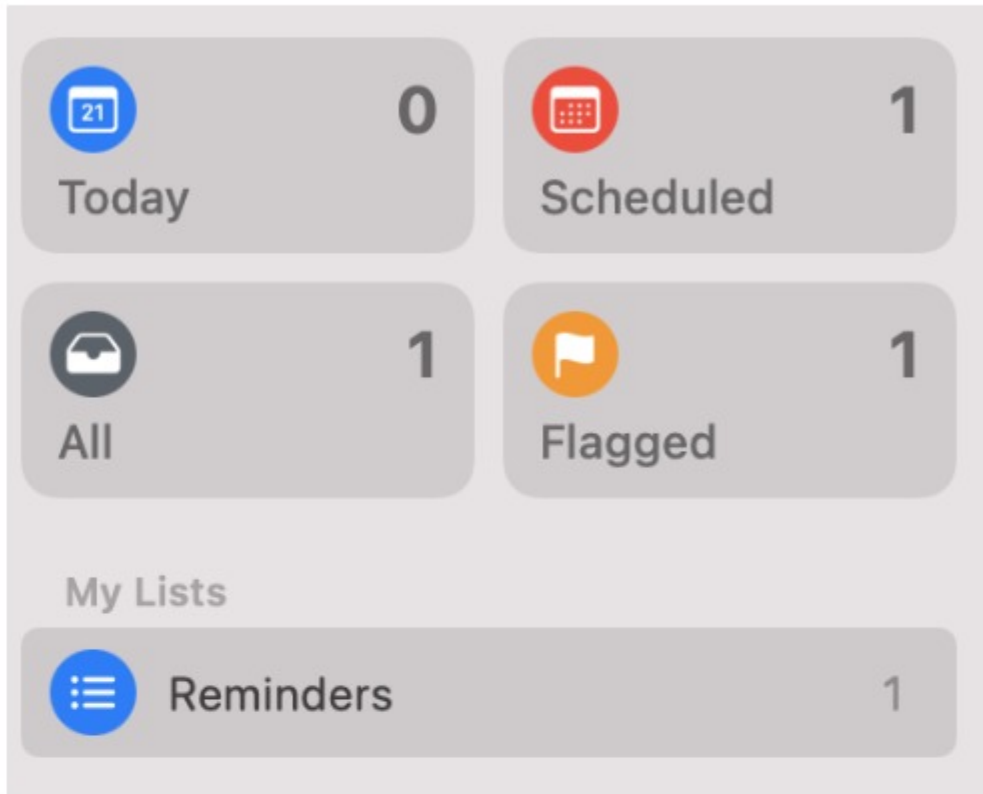 21 0
Today
1
Scheduled
1
All
1
Flagged
My Lists
Reminders 1